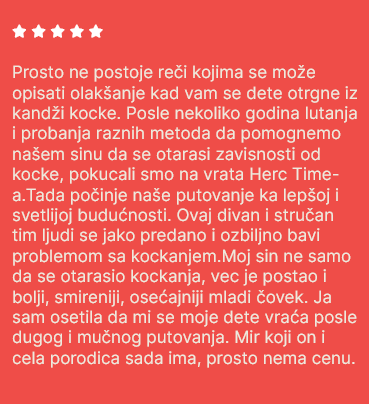 Prosto ne postoje reči kojima se može
opisati olakšanje kad vam se dete otrgne iz
kandži kocke. Posle nekoliko godina lutanja
i probanja raznih metoda da pomognemo
našem sinu da se otarasi zavisnosti od
kocke, pokucali smo na vrata Herc Time-
a.Tada počinje naše putovanje ka lepšoj i
svetlijoj budućnosti. Ovaj divan i stručan
tim ljudi se jako predano i ozbiljno bavi
problemom sa kockanjem.Moj sin ne samo
da se otarasio kockanja, vec je postao i
bolji, smireniji, osećajniji mladi čovek. Ja
sam osetila da mi se moje dete vraća posle
dugog i mučnog putovanja. Mir koji on i
cela porodica sada ima, prosto nema cenu.